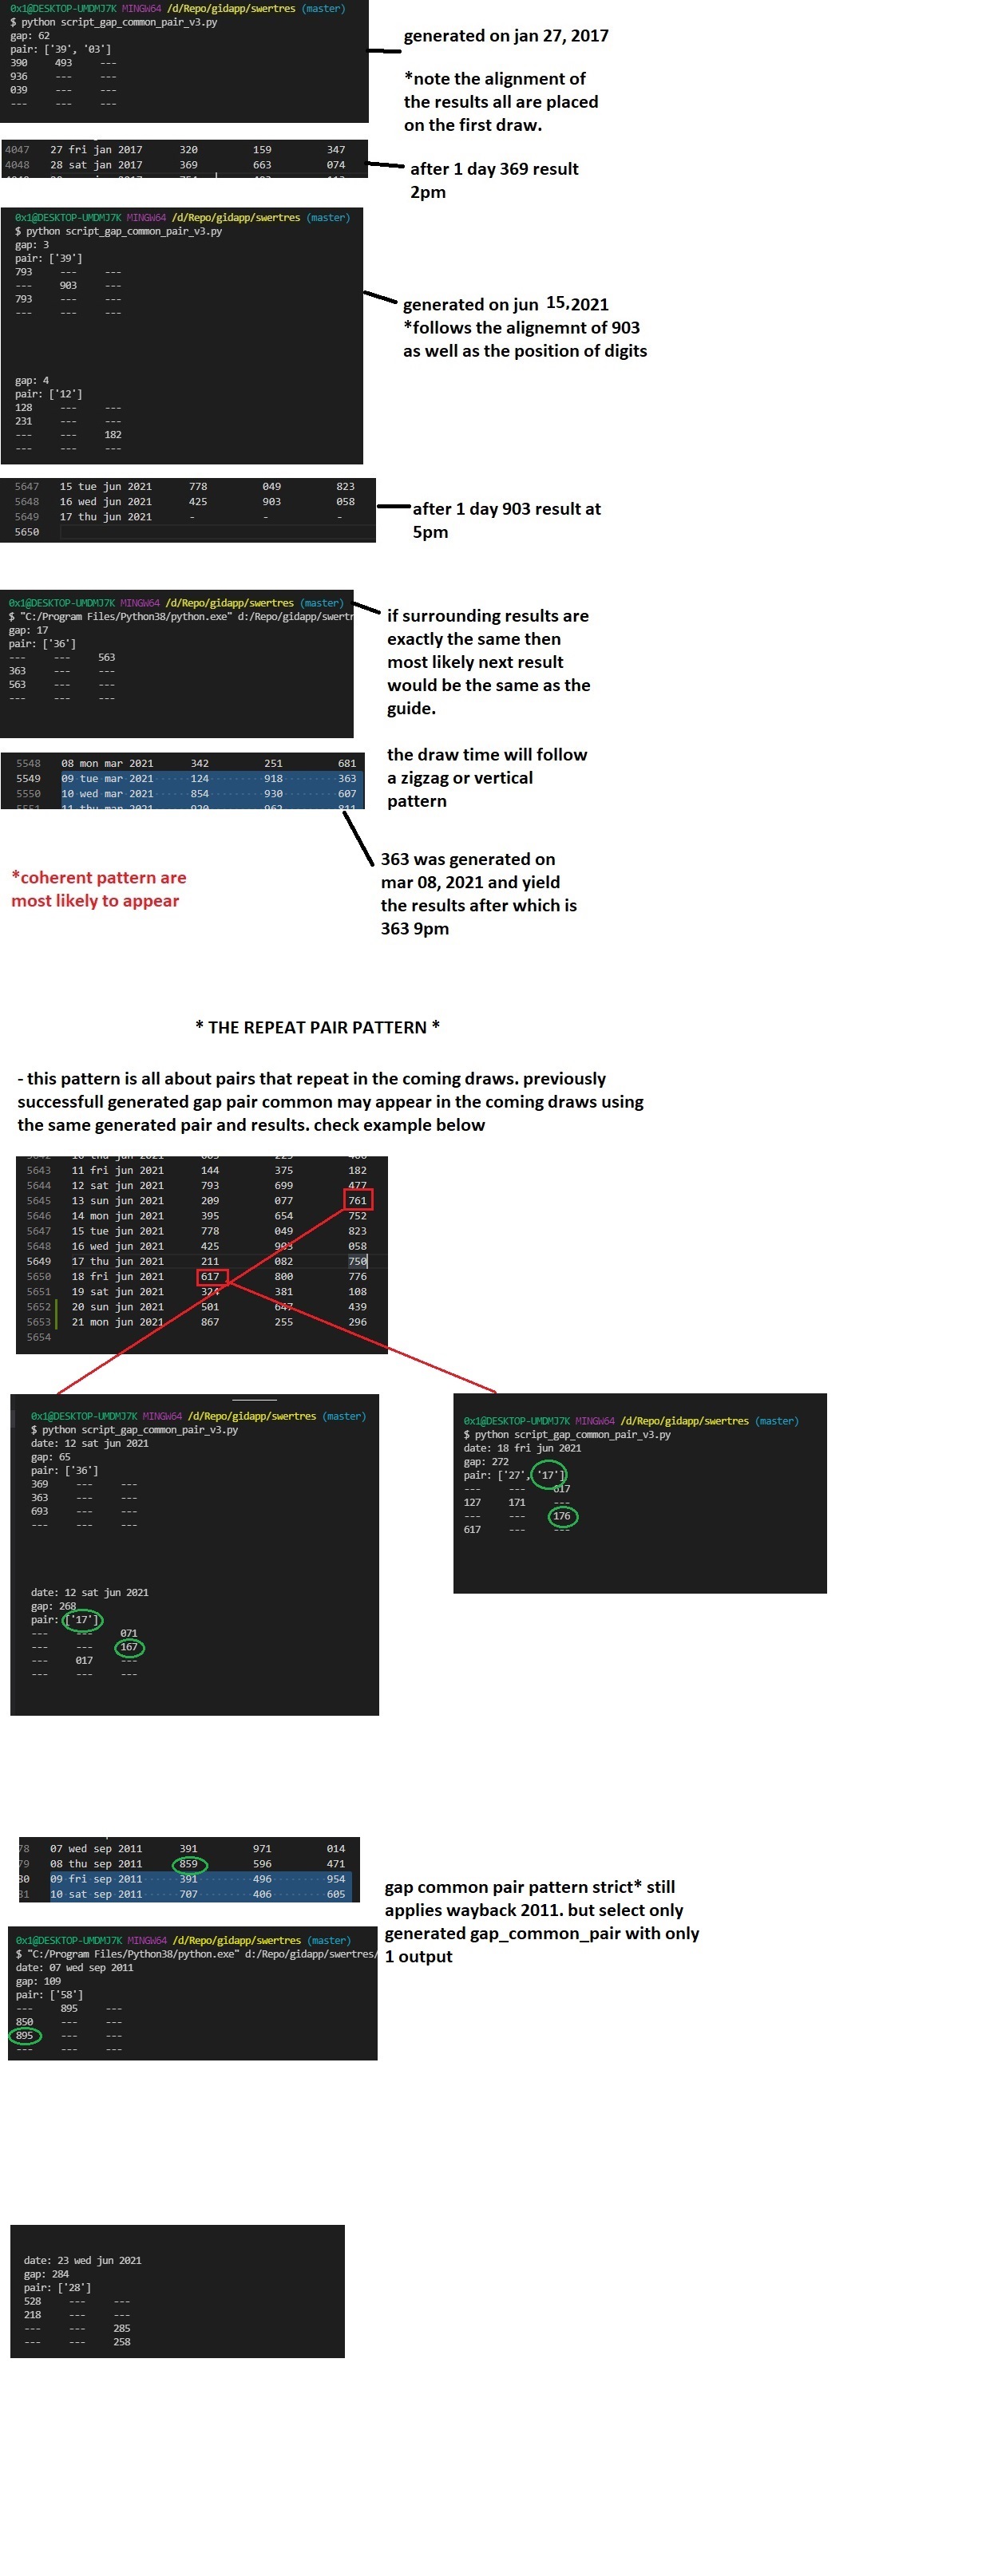 0x1@DESKTOP-UMDMJ7K MINGW64 /d/Repo/gidapp/swertres (master)
$ python script_gap_common_pair_v3.py
gap: 62
pair: ['39', '03']
390 493 ---
936 --- ---
039 --- ---
--- --- ---
generated on jan 27, 2017
*note the alignment of
the results all are placed
on the first draw.
4047 27 fri jan 2017 320 159 347
4048 28 sat jan 2017 369 663 074
after 1 day 369 result
2pm
0x1@DESKTOP-UMDMJ7K MINGW64 /d/Repo/gidapp/swertres (master)
$ python script_gap_common_pair_v3.py
gap: 3
pair: ['39']
793 --- ---
--- 903 ---
793 --- ---
--- --- ---
generated on jun 15,2021
*follows the alignemnt of 903
as well as the position of digits
gap: 4
pair: ['12']
128 --- ---
231 --- ---
--- --- 182
--- --- ---
5647 15 tue jun 2021 778 049 823
5648 16 wed jun 2021 425 903 058
5649 17 thu jun 2021 - - -
5650
after 1 day 903 result at
5pm
0x1@DESKTOP-UMDMJ7K MINGW64 /d/Repo/gidapp/swertres (master)
$ "C:/Program Files/Python38/python.exe" d:/Repo/gidapp/swertr
gap: 17
pair: ['36']
--- --- 563
363 --- ---
563 --- ---
--- --- ---
if surrounding results are
exactly the same then
most likely next result
would be the same as the
guide.
the draw time will follow
a zigzag or vertical
pattern
5548 08 mon mar 2021 342 251 681
5549 09 tue mar 2021 124 918 363
5550 10 wed mar 2021 854 930 607
363 was generated on
mar 08, 2021 and yield
the results after which is
363 9pm
*coherent pattern are
most likely to appear
* THE REPEAT PAIR PATTERN *
- this pattern is all about pairs that repeat in the coming draws. previously
successfull generated gap pair common may appear in the coming draws using
the same generated pair and results. check example below
5643 11 fri jun 2021 144 375 182
5644 12 sat jun 2021 793 699 477
5645 13 sun jun 2021 209 077 761
5646 14 mon jun 2021 395 654 752
5647 15 tue jun 2021 778 049 823
5648 16 wed jun 2021 425 903 058
5649 17 thu jun 2021 211 082 750
5650 18 fri jun 2021 617 800 776
5651 19 sat jun 2021 324 381 108
5652 20 sun jun 2021 501 647 439
5653 21 mon jun 2021 867 255 296
5654
0x1@DESKTOP-UMDMJ7K MINGW64 /d/Repo/gidapp/swertres (master)
$ python script_gap_common_pair_v3.py
date: 12 sat jun 2021
gap: 65
pair: ['36']
369 --- ---
363 --- ---
693 --- ---
--- --- ---
date: 12 sat jun 2021
gap: 268
pair: ['17']
--- --- 071
--- --- 167
--- 017 ---
--- --- ---
0x1@DESKTOP-UMDMJ7K MINGW64 /d/Repo/gidapp/swertres (master)
$ python script_gap_common_pair_v3.py
date: 18 fri jun 2021
gap: 272
pair: ['27', '17']
--- --- 617
127 171 ---
--- --- 176
617 --- ---
78 07 wed sep 2011 391 971 014
79 08 thu sep 2011 859 596 471
80 09 fri sep 2011 391 496 954
81 10 sat sep 2011 707 406 605
gap common pair pattern strict* still
applies wayback 2011. but select only
generated gap_common_pair with only
1 output
0x1@DESKTOP-UMDMJ7K MINGW64 /d/Repo/gidapp/swertres (master)
$ "C:/Program Files/Python38/python.exe" d:/Repo/gidapp/swertres/
date: 07 wed sep 2011
gap: 109
pair: ['58']
--- 895 ---
850 --- ---
895 --- ---
--- --- ---
date: 23 wed jun 2021
gap: 284
pair: ['28']
528 --- ---
218 --- ---
--- --- 285
--- --- 258